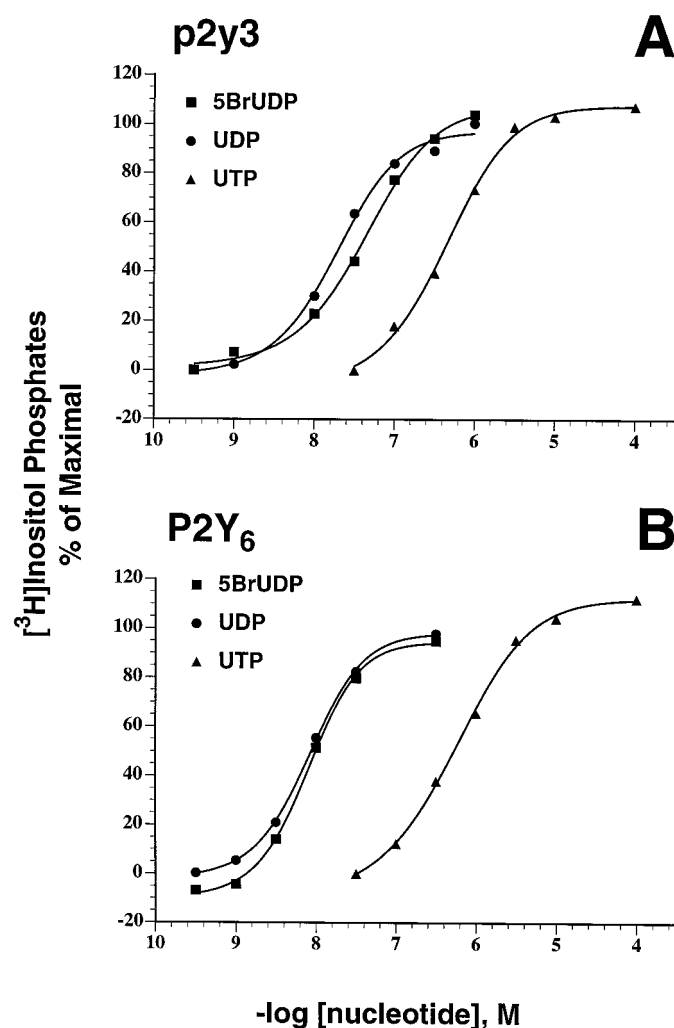 p2y3
A
120
100
80
60
40
20
0
-20
5BrUDP
UDP
UTP
10 9 8 7 6 5 4
[³H]Inositol Phosphates
% of Maximal
P2Y₆
B
120
100
80
60
40
20
0
-20
5BrUDP
UDP
UTP
10 9 8 7 6 5 4
-log [nucleotide], M